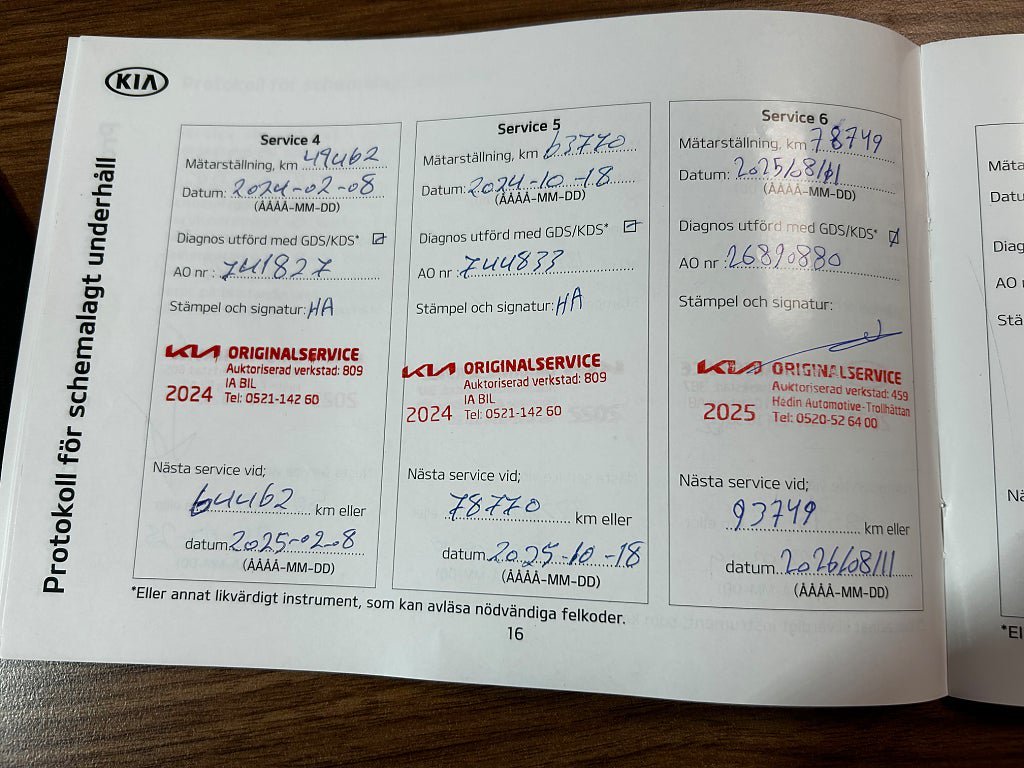 KIA
Protokoll för schemalagt underhåll
Service 4
Mätarställning, km 49462
Datum: 2024-02-08
(ÅÅÅÅ-MM-DD)
Diagnos utförd med GDS/KDS*
AO nr : 741827
Stämpel och signatur: HA
KIA ORIGINALSERVICE
Auktoriserad verkstad: 809
IA BIL
2024 Tel: 0521-142 60
Nästa service vid;
64462 km eller
datum 2025-02-08
(ÅÅÅÅ-MM-DD)
Service 5
Mätarställning, km 63770
Datum: 2024-10-18
(ÅÅÅÅ-MM-DD)
Diagnos utförd med GDS/KDS*
AO nr : 744833
Stämpel och signatur: HA
KIA ORIGINALSERVICE
Auktoriserad verkstad: 809
IA BIL
2024 Tel: 0521-142 60
Nästa service vid;
78770 km eller
datum 2025-10-18
(ÅÅÅÅ-MM-DD)
Service 6
Mätarställning, km 78749
Datum: 2025/08/11
(ÅÅÅÅ-MM-DD)
Diagnos utförd med GDS/KDS*
AO nr : 26890880
Stämpel och signatur:
KIA ORIGINALSERVICE
Auktoriserad verkstad: 459
Hedin Automotive-Trollhättan
2025 Tel: 0520-52 64 00
Nästa service vid;
93749 km eller
datum 2026/08/11
(ÅÅÅÅ-MM-DD)
*Eller annat likvärdigt instrument, som kan avläsa nödvändiga felkoder.
16